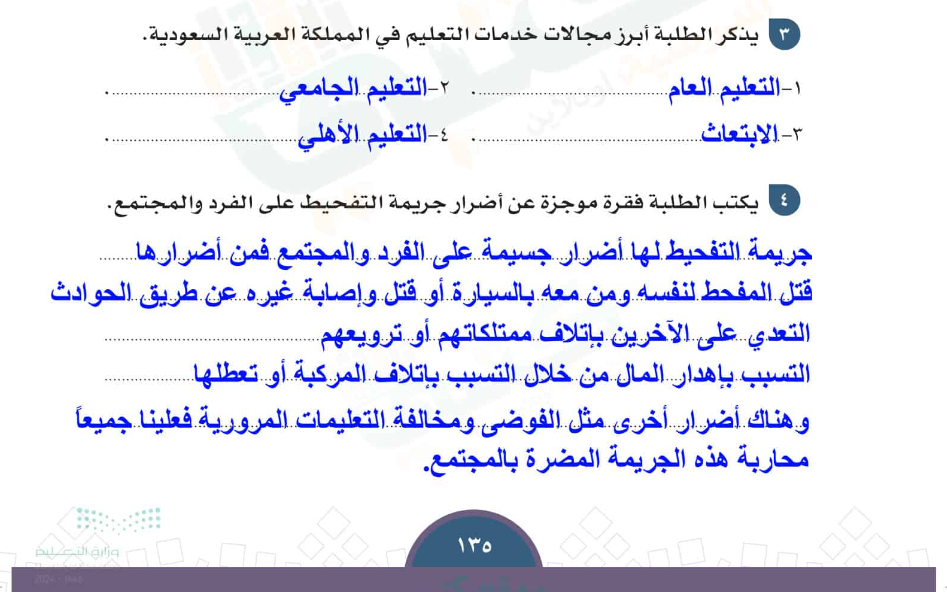 ٣ يذكر الطلبة أبرز مجالات خدمات التعليم في المملكة العربية السعودية.
١-التعليم العام . ٢-التعليم الجامعي .
٣-الابتعاث . ٤-التعليم الأهلي .
٤ يكتب الطلبة فقرة موجزة عن أضرار جريمة التفحيط على الفرد والمجتمع.
جريمة التفحيط لها أضرار جسيمة على الفرد والمجتمع فمن أضرارها
قتل المفحط لنفسه ومن معه بالسيارة أو قتل وإصابة غيره عن طريق الحوادث
التعدي على الآخرين بإتلاف ممتلكاتهم أو ترويعهم
التسبب بإهدار المال من خلال التسبب بإتلاف المركبة أو تعطلها
وهناك أضرار أخرى مثل الفوضى ومخالفة التعليمات المرورية فعلينا جميعاً
محاربة هذه الجريمة المضرة بالمجتمع.
وزارة التعليم
١٣٥
2024 - 1446